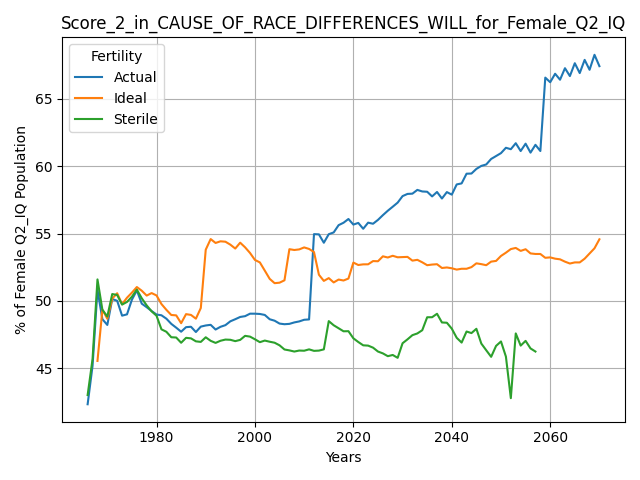 Score_2_in_CAUSE_OF_RACE_DIFFERENCES_WILL_for_Female_Q2_IQ
Fertility
Actual
Ideal
Sterile
% of Female Q2_IQ Population
65
60
55
50
45
1980
2000
2020
2040
2060
Years